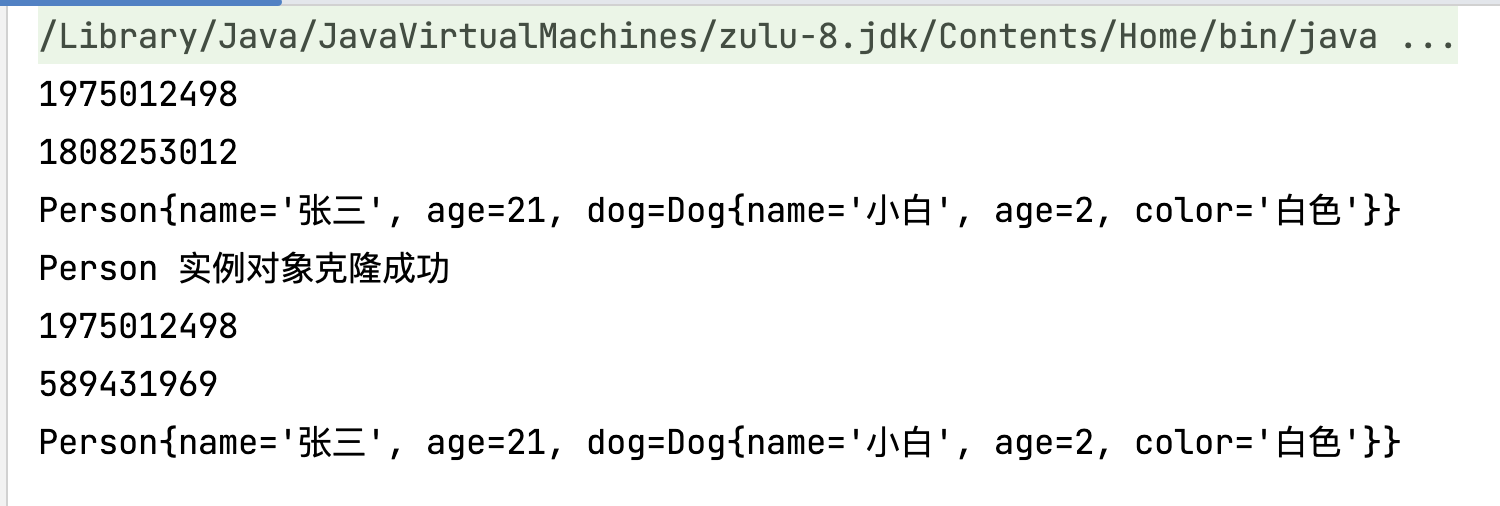 /Library/Java/JavaVirtualMachines/zulu-8.jdk/Contents/Home/bin/java ...
1975012498
1808253012
Person{name='张三', age=21, dog=Dog{name='小白', age=2, color='白色'}}
Person 实例对象克隆成功
1975012498
589431969
Person{name='张三', age=21, dog=Dog{name='小白', age=2, color='白色'}}